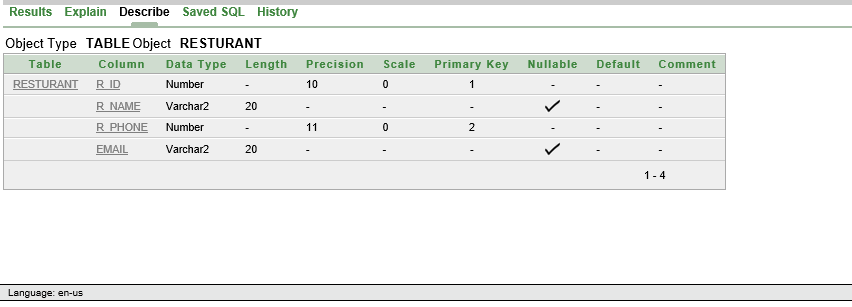 Results Explain Describe Saved SQL History
Object Type TABLE Object RESTURANT
Table Column Data Type Length Precision Scale Primary Key Nullable Default Comment
RESTURANT R_ID Number - 10 0 1 - - -
R_NAME Varchar2 20 - - - ✓ - -
R_PHONE Number - 11 0 2 - - -
EMAIL Varchar2 20 - - - ✓ - -
1 - 4
Language: en-us